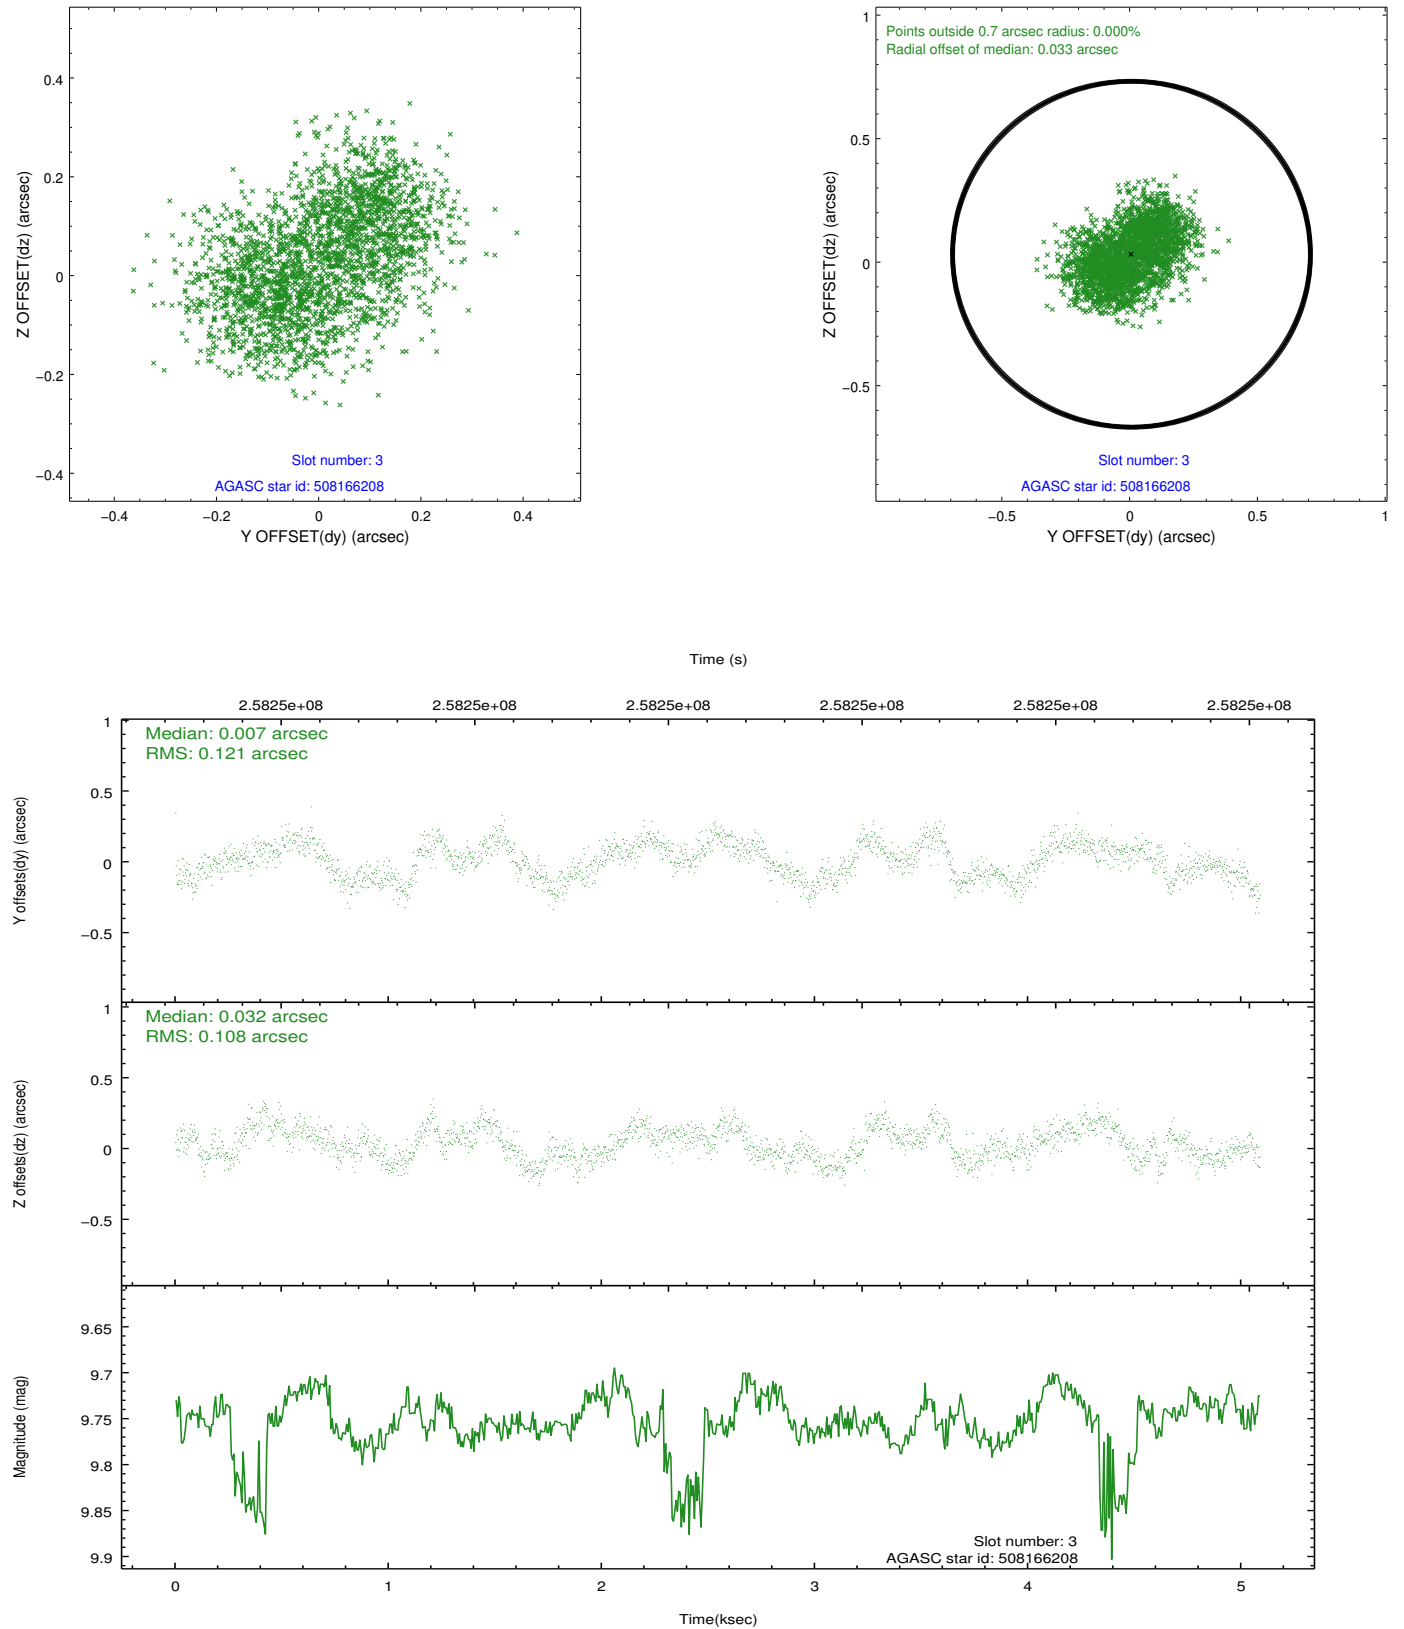 0.4
0.2
0
−0.2
−0.4
Z OFFSET(dz) (arcsec)
Slot number: 3
AGASC star id: 508166208
−0.4 −0.2 0 0.2 0.4
Y OFFSET(dy) (arcsec)
1
0.5
0
−0.5
Z OFFSET(dz) (arcsec)
Points outside 0.7 arcsec radius: 0.000%
Radial offset of median: 0.033 arcsec
Slot number: 3
AGASC star id: 508166208
−0.5 0 0.5 1
Y OFFSET(dy) (arcsec)
Time (s)
2.5825e+08 2.5825e+08 2.5825e+08 2.5825e+08 2.5825e+08 2.5825e+08
Median: 0.007 arcsec
RMS: 0.121 arcsec
1
0.5
0
−0.5
Y offsets(dy) (arcsec)
Median: 0.032 arcsec
RMS: 0.108 arcsec
1
0.5
0
−0.5
Z offsets(dz) (arcsec)
9.65
9.7
9.75
9.8
9.85
9.9
Magnitude (mag)
Slot number: 3
AGASC star id: 508166208
0 1 2 3 4 5
Time(ksec)